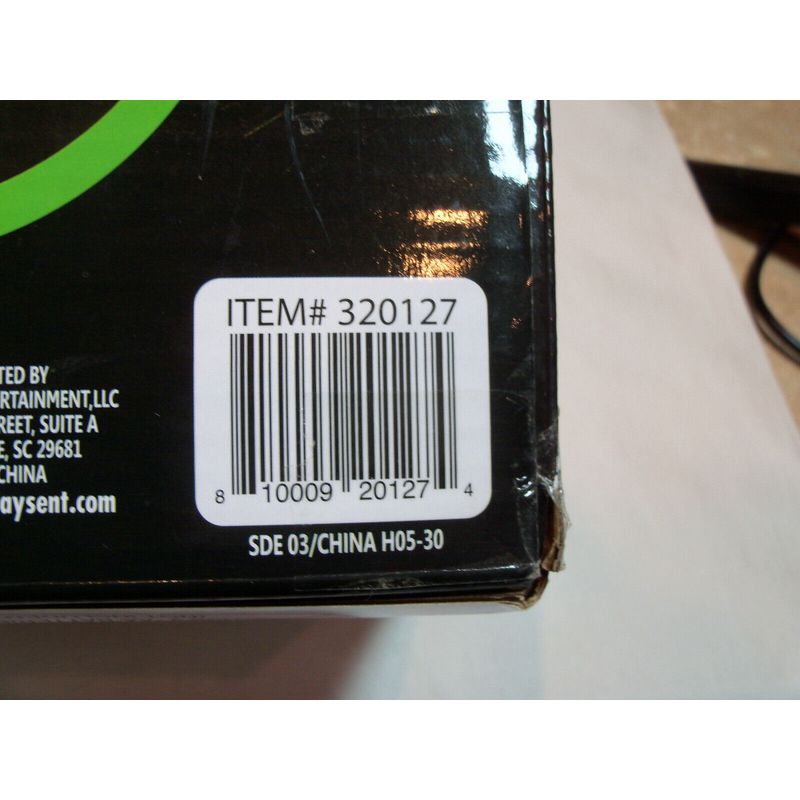 ITEM# 320127
8 10009 20127 4
SDE 03/CHINA H05-30
TED BY
ERTAINMENT,LLC
REET, SUITE A
E, SC 29681
CHINA
aysent.com